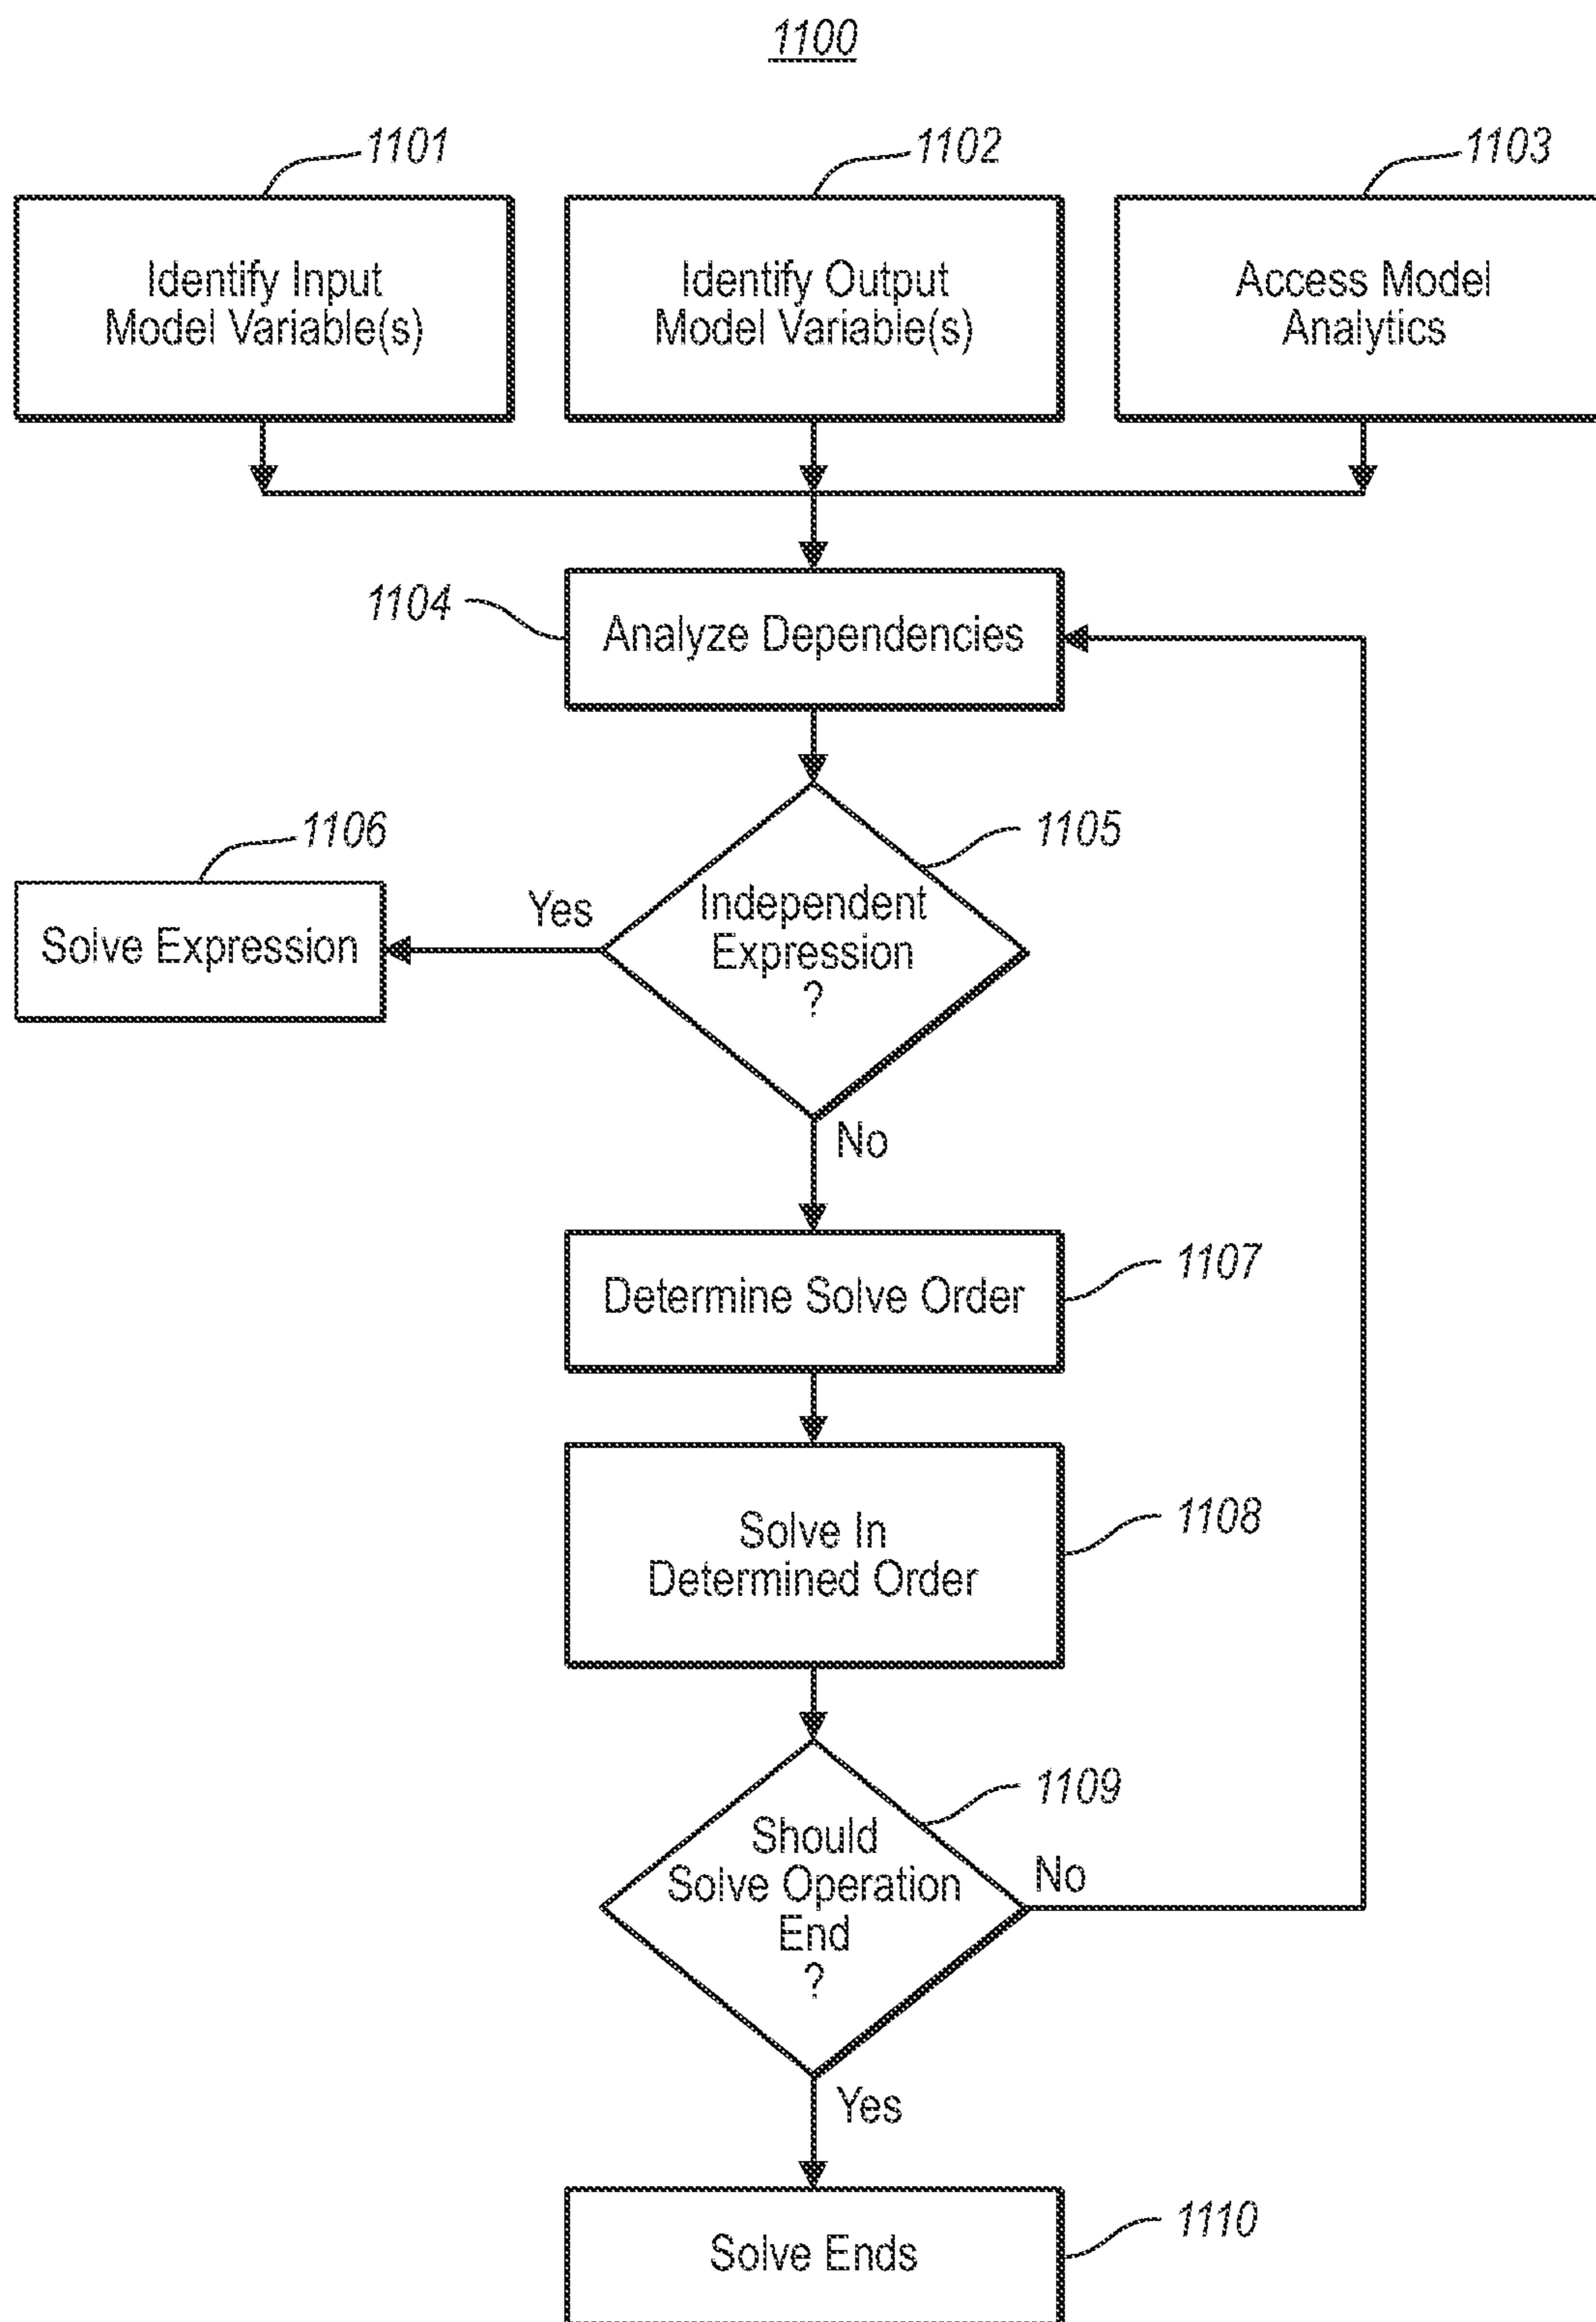 1100
1101
1102
1103
Identify Input
Model Variable(s)
Identify Output
Model Variable(s)
Access Model
Analytics
1104
Analyze Dependencies
1105
1106
Independent
Expression
?
Yes
Solve Expression
No
1107
Determine Solve Order
1108
Solve In
Determined Order
1109
Should
Solve Operation
End
?
No
Yes
1110
Solve Ends